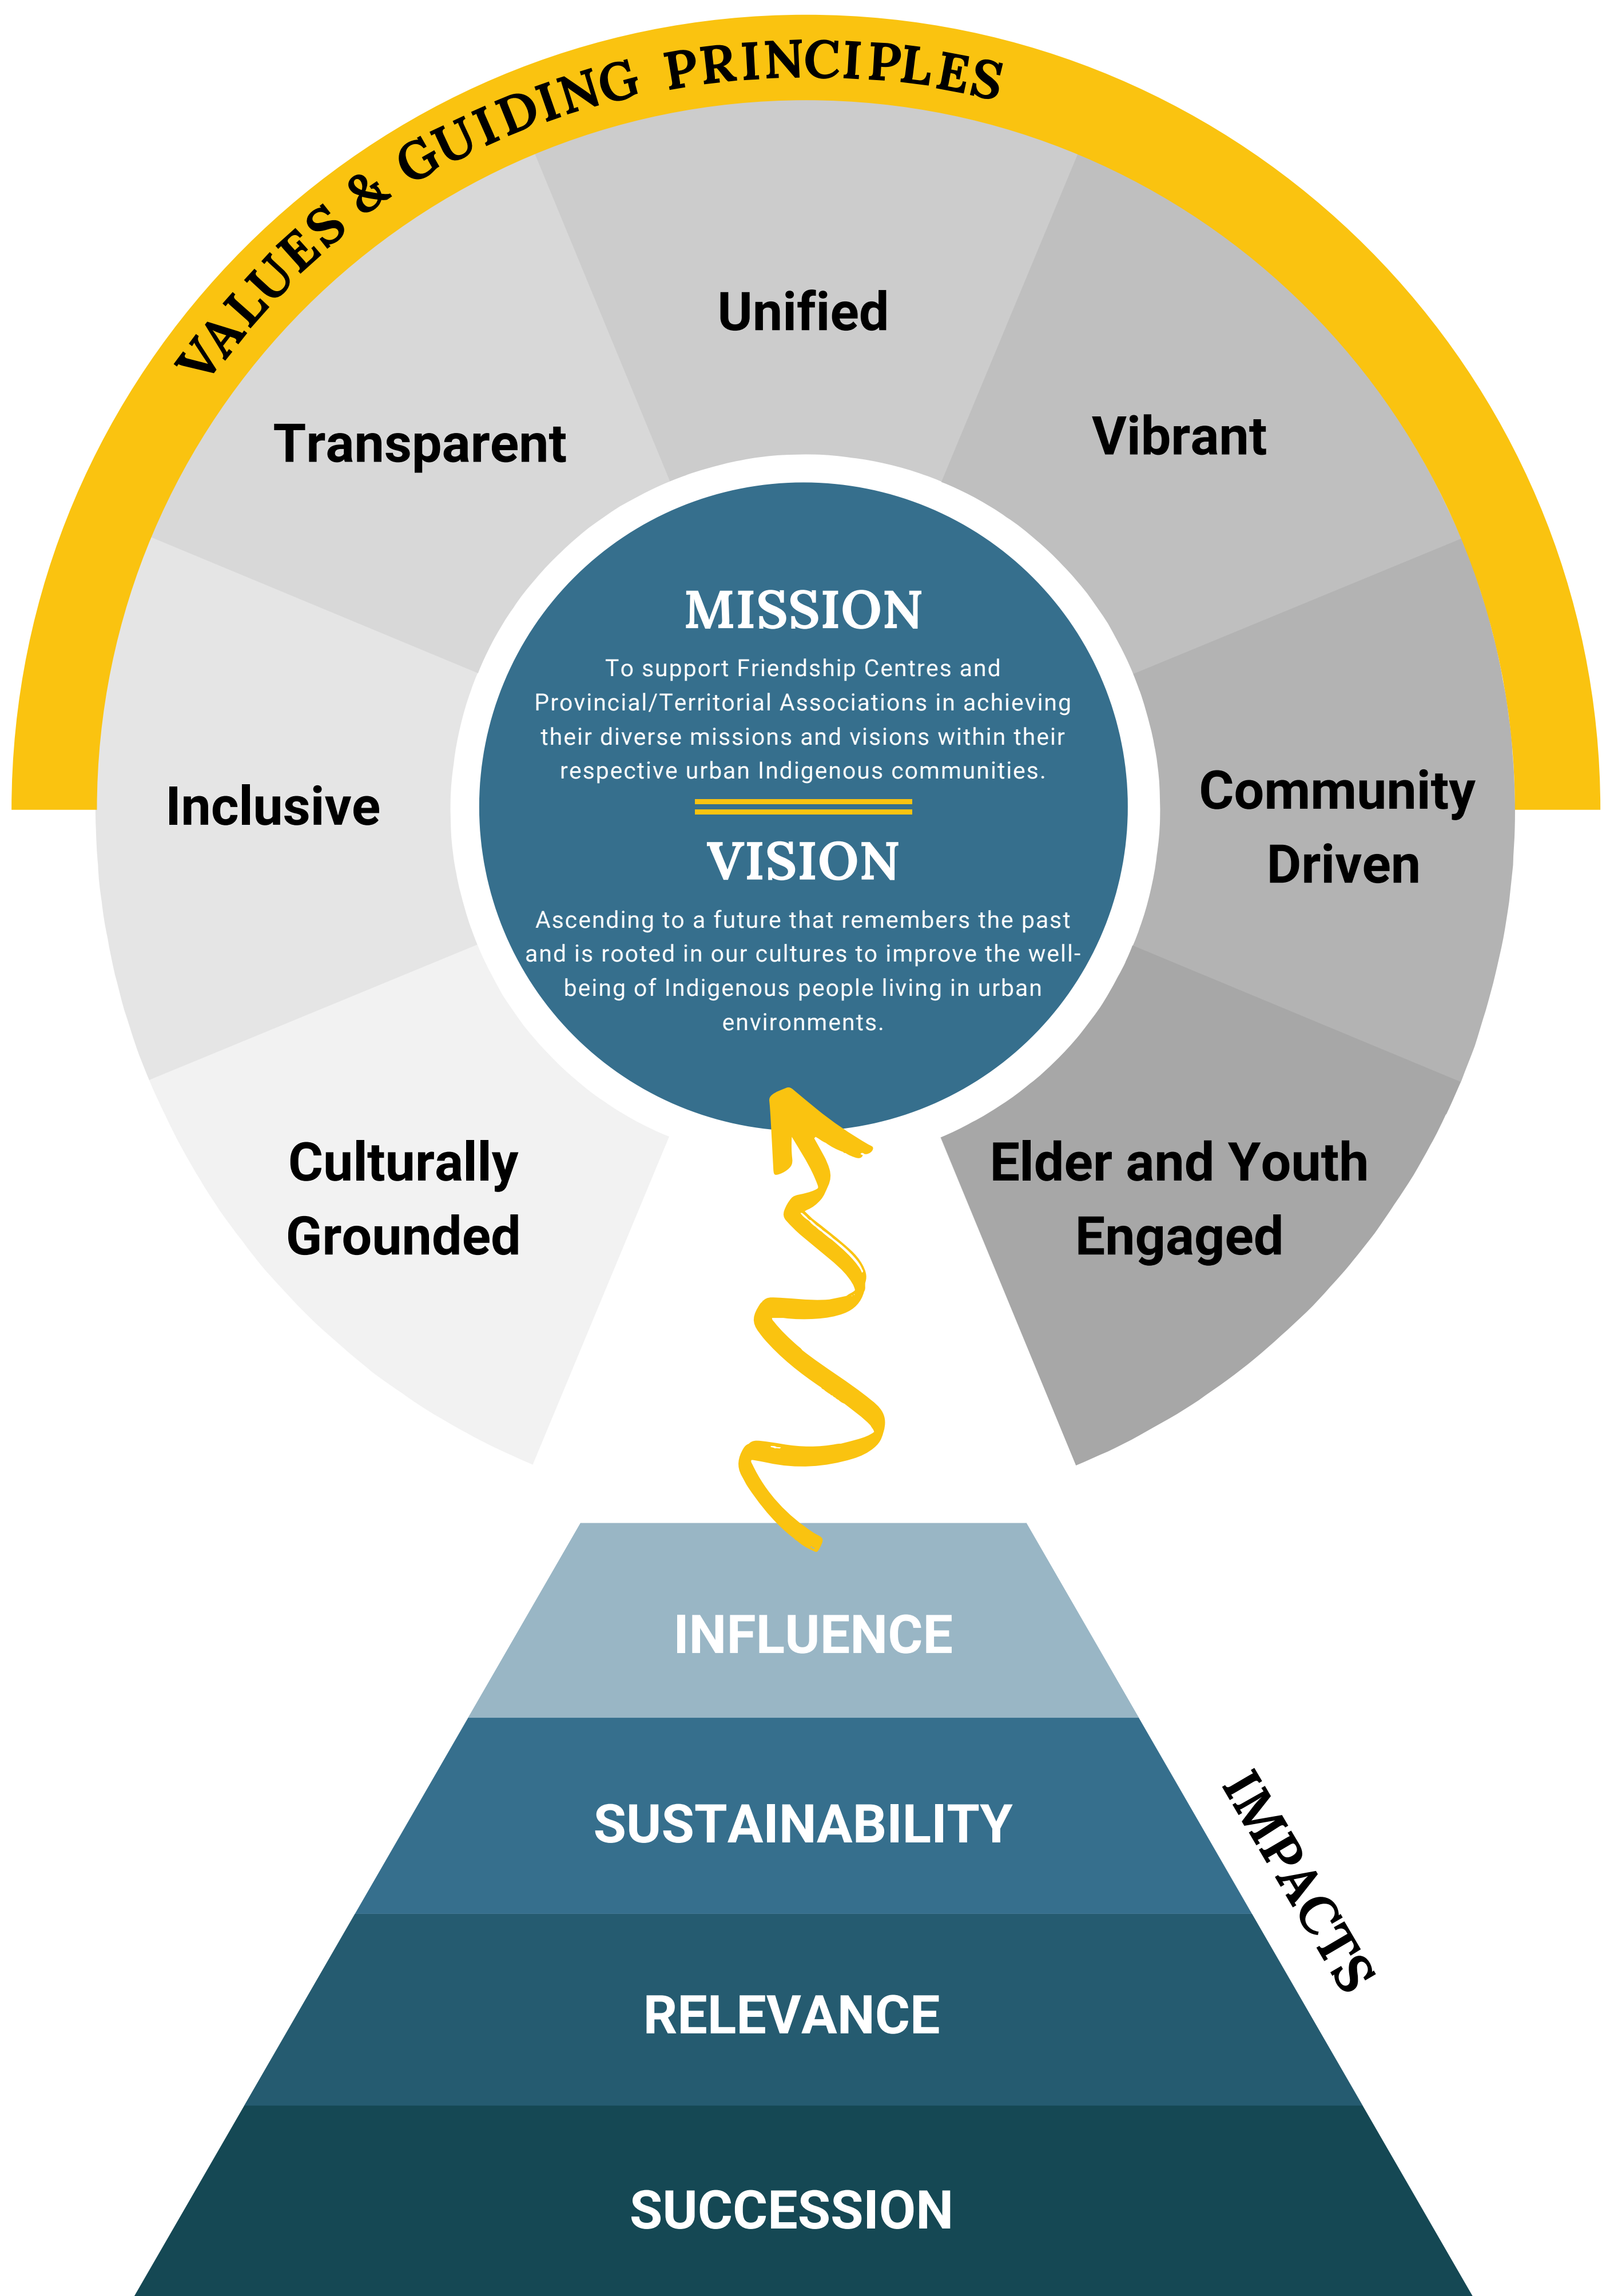 VALUES & GUIDING PRINCIPLES
Unified
Transparent
Vibrant
Inclusive
Community
Driven
Culturally
Grounded
Elder and Youth
Engaged
MISSION
To support Friendship Centres and
Provincial/Territorial Associations in achieving
their diverse missions and visions within their
respective urban Indigenous communities.
VISION
Ascending to a future that remembers the past
and is rooted in our cultures to improve the well-
being of Indigenous people living in urban
environments.
INFLUENCE
SUSTAINABILITY
RELEVANCE
SUCCESSION
IMPACTS